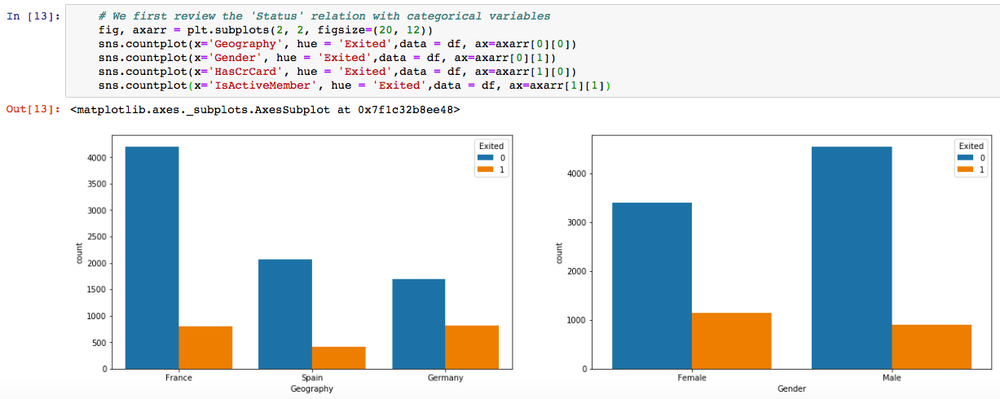 In [13]: # We first review the 'Status' relation with categorical variables
fig, axarr = plt.subplots(2, 2, figsize=(20, 12))
sns.countplot(x='Geography', hue = 'Exited',data = df, ax=axarr[0][0])
sns.countplot(x='Gender', hue = 'Exited',data = df, ax=axarr[0][1])
sns.countplot(x='HasCrCard', hue = 'Exited',data = df, ax=axarr[1][0])
sns.countplot(x='IsActiveMember', hue = 'Exited',data = df, ax=axarr[1][1])
Out[13]: <matplotlib.axes._subplots.AxesSubplot at 0x7f1c32b8ee48>
Exited
0
1
4000
3500
3000
2500
2000
1500
1000
500
0
count
France Spain Germany
Geography
Exited
0
1
4000
3000
2000
1000
0
count
Female Male
Gender